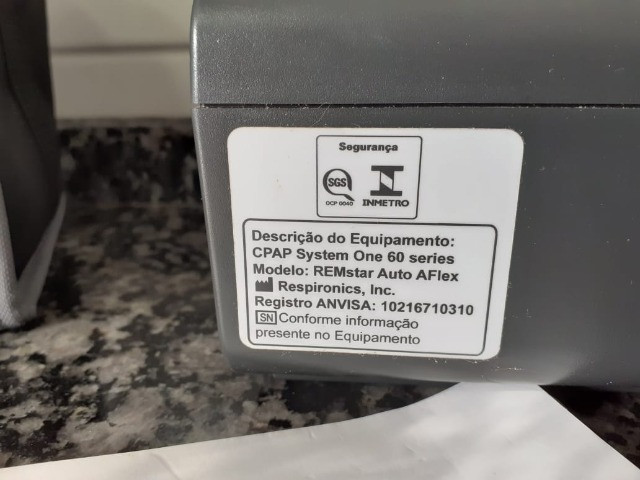 Segurança
SGS
OCP 0040
INMETRO
Descrição do Equipamento:
CPAP System One 60 series
Modelo: REMstar Auto AFlex
Respironics, Inc.
Registro ANVISA: 10216710310
SN Conforme informação
presente no Equipamento